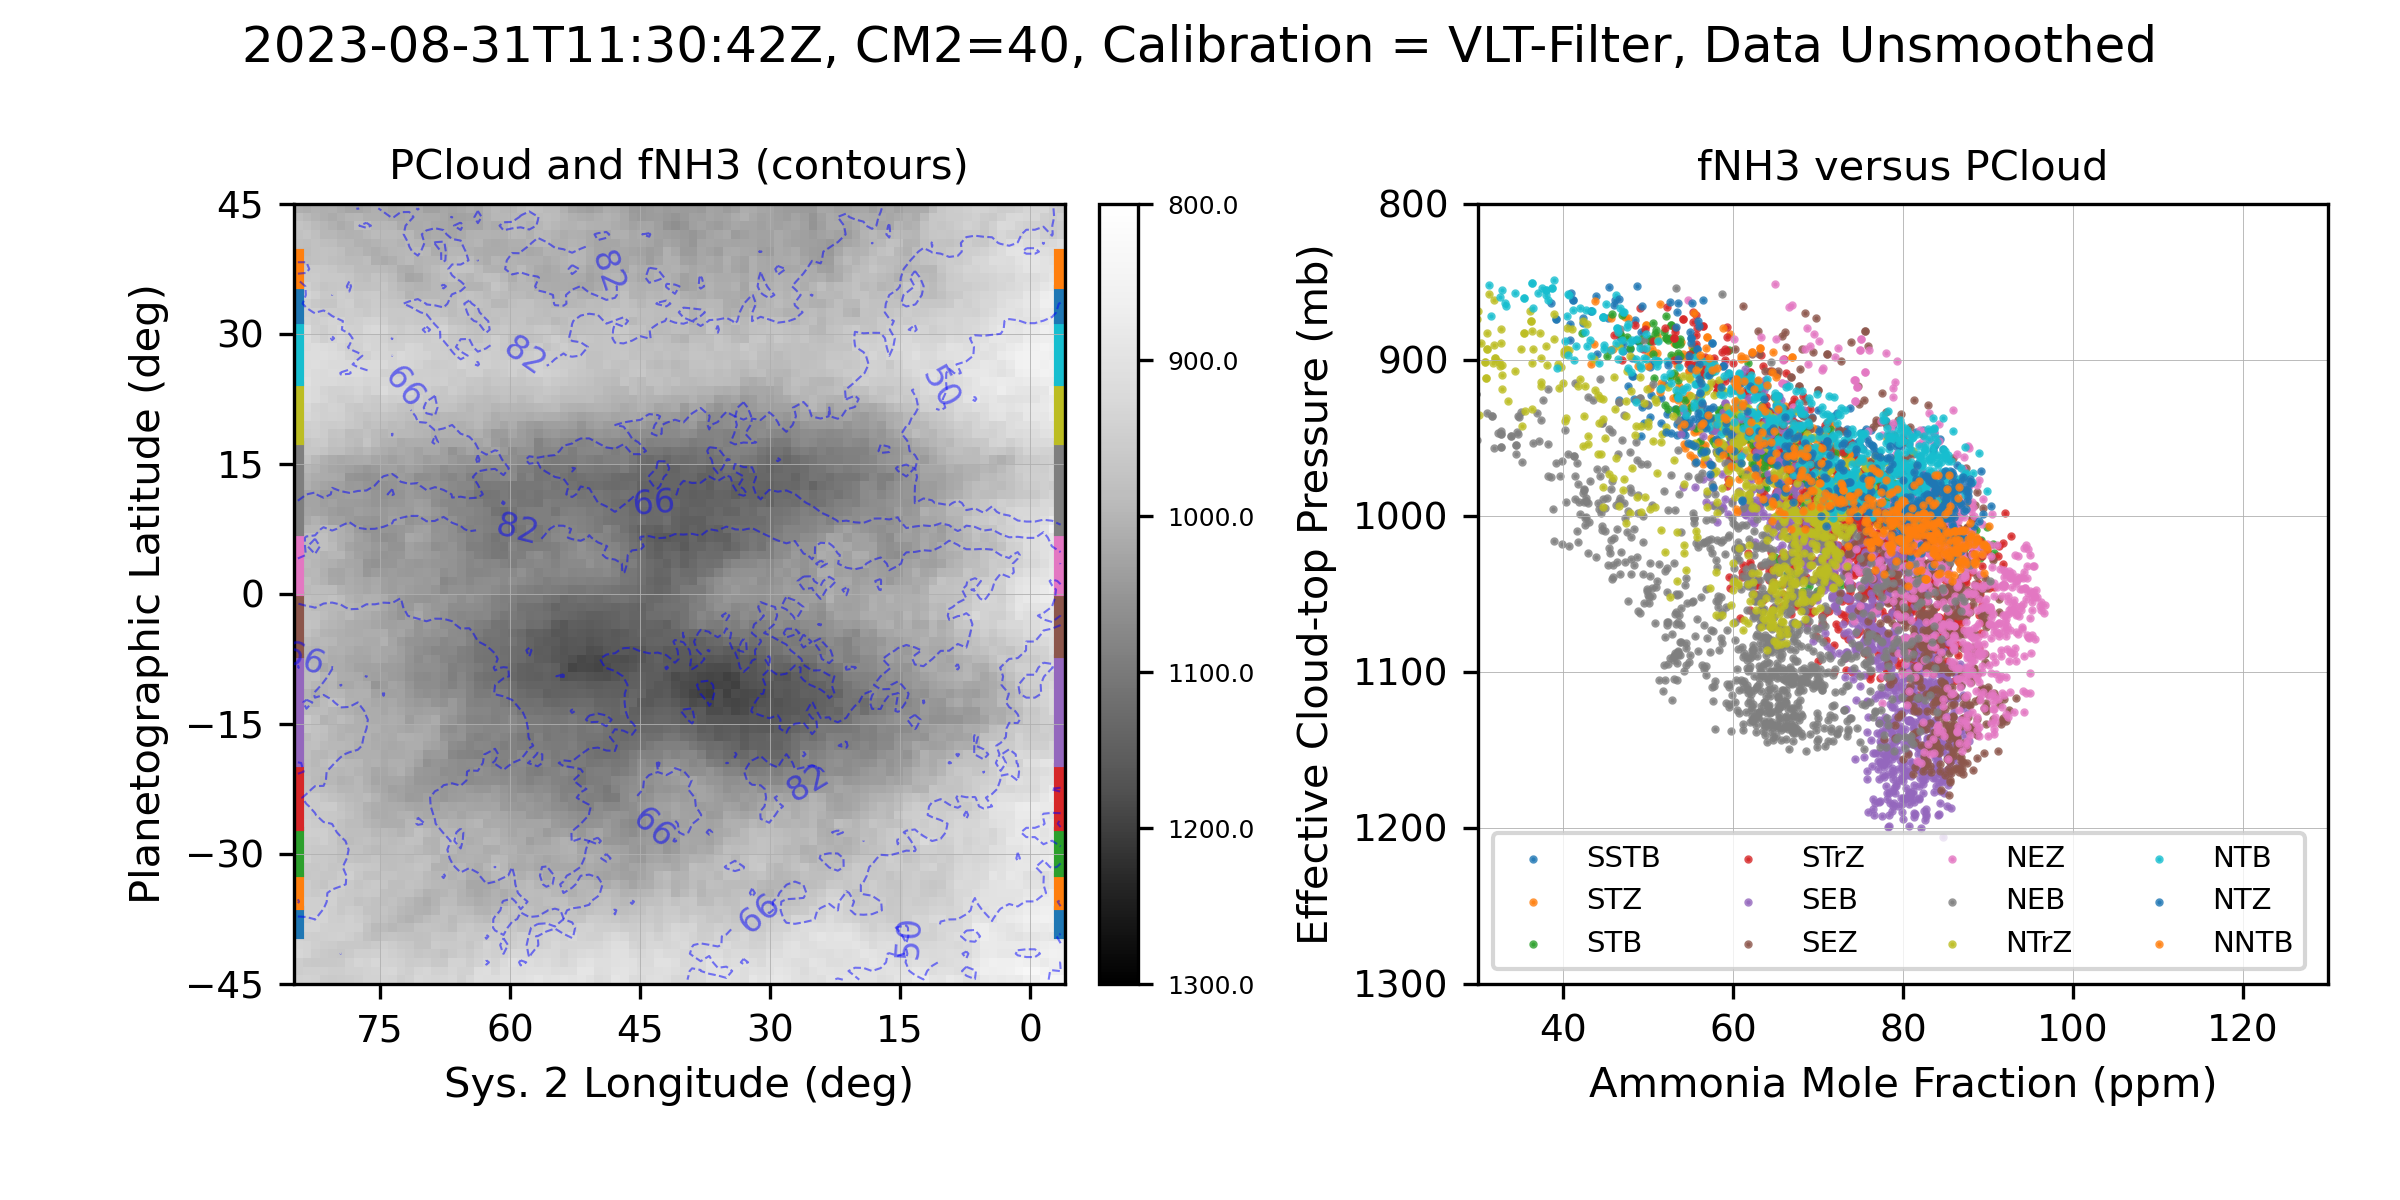 2023-08-31T11:30:42Z, CM2=40, Calibration = VLT-Filter, Data Unsmoothed
PCloud and fNH3 (contours)
45
30
15
0
−15
−30
−45
Planetographic Latitude (deg)
82
82
66
50
66
82
66
82
66
66
50
75 60 45 30 15 0
Sys. 2 Longitude (deg)
800.0
900.0
1000.0
1100.0
1200.0
1300.0
fNH3 versus PCloud
800
900
1000
1100
1200
1300
Effective Cloud-top Pressure (mb)
SSTB STrZ NEZ NTB
STZ SEB NEB NTZ
STB SEZ NTrZ NNTB
40 60 80 100 120
Ammonia Mole Fraction (ppm)